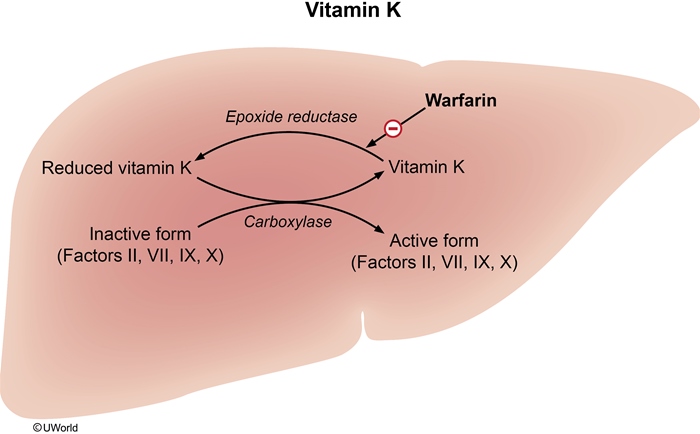 Vitamin K
Warfarin
Epoxide reductase
Reduced vitamin K
Vitamin K
Carboxylase
Inactive form
(Factors II, VII, IX, X)
Active form
(Factors II, VII, IX, X)
©UWorld